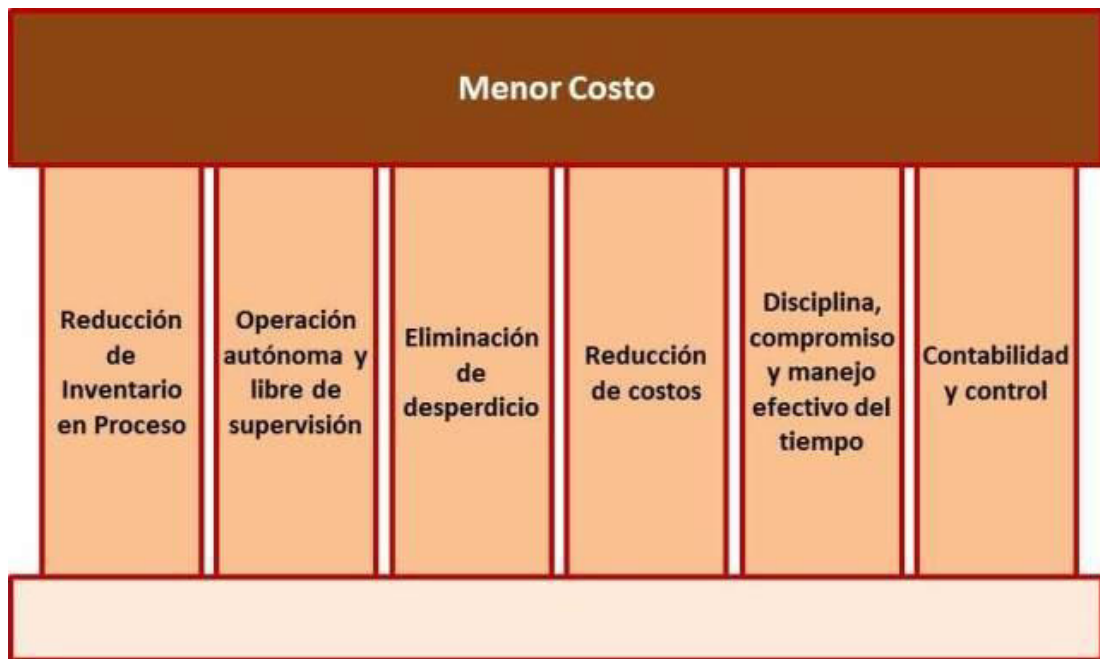 Menor Costo
Reducción
de
Inventario
en Proceso
Operación
autónoma y
libre de
supervisión
Eliminación
de
desperdicio
Reducción
de costos
Disciplina,
compromiso
y manejo
efectivo del
tiempo
Contabilidad
y control